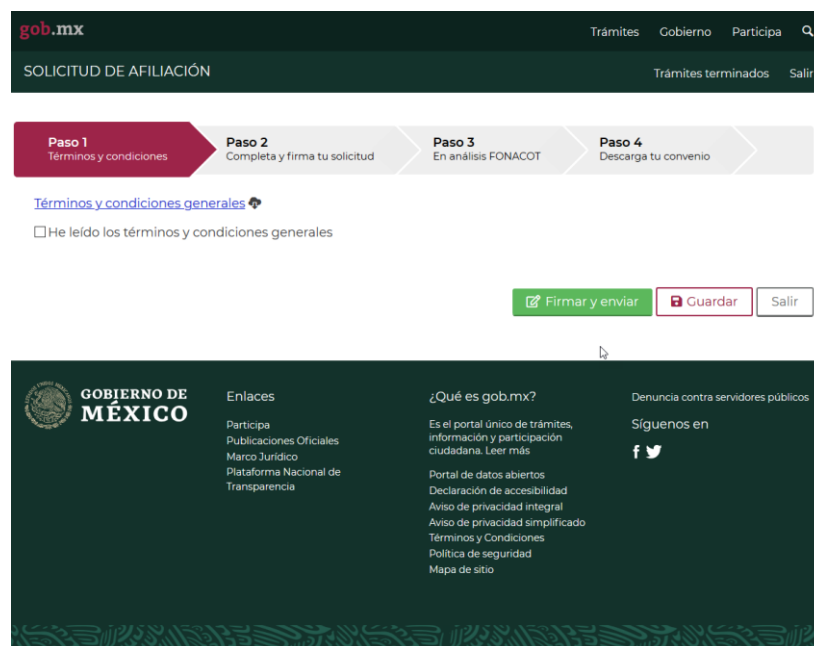 gob.mx
Trámites Gobierno Participa
SOLICITUD DE AFILIACIÓN
Trámites terminados Salir
Paso 1
Términos y condiciones
Paso 2
Completa y firma tu solicitud
Paso 3
En análisis FONACOT
Paso 4
Descarga tu convenio
Términos y condiciones generales
He leído los términos y condiciones generales
Firmar y enviar
Guardar
Salir
GOBIERNO DE
MÉXICO
Enlaces
Participa
Publicaciones Oficiales
Marco Jurídico
Plataforma Nacional de
Transparencia
¿Qué es gob.mx?
Es el portal único de trámites,
información y participación
ciudadana. Leer más
Portal de datos abiertos
Declaración de accesibilidad
Aviso de privacidad integral
Aviso de privacidad simplificado
Términos y Condiciones
Política de seguridad
Mapa de sitio
Denuncia contra servidores públicos
Síguenos en